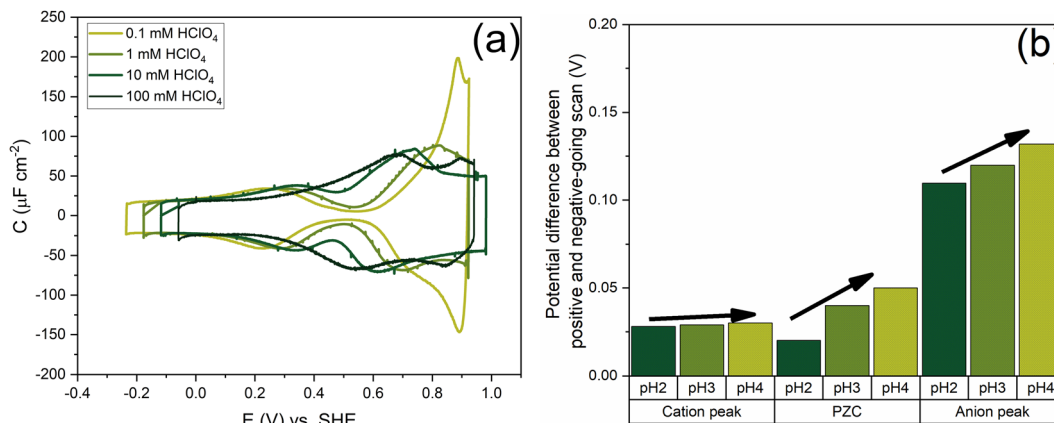 (a)
0.1 mM HClO₄
1 mM HClO₄
10 mM HClO₄
100 mM HClO₄
250
200
150
100
50
0
-50
-100
-150
-200
C (µF cm⁻²)
-0.4 -0.2 0.0 0.2 0.4 0.6 0.8 1.0
E (V) vs. SHE
(b)
Potential difference between
positive and negative-going scan (V)
0.20
0.15
0.10
0.05
0.00
pH2 pH3 pH4 pH2 pH3 pH4 pH2 pH3 pH4
Cation peak PZC Anion peak